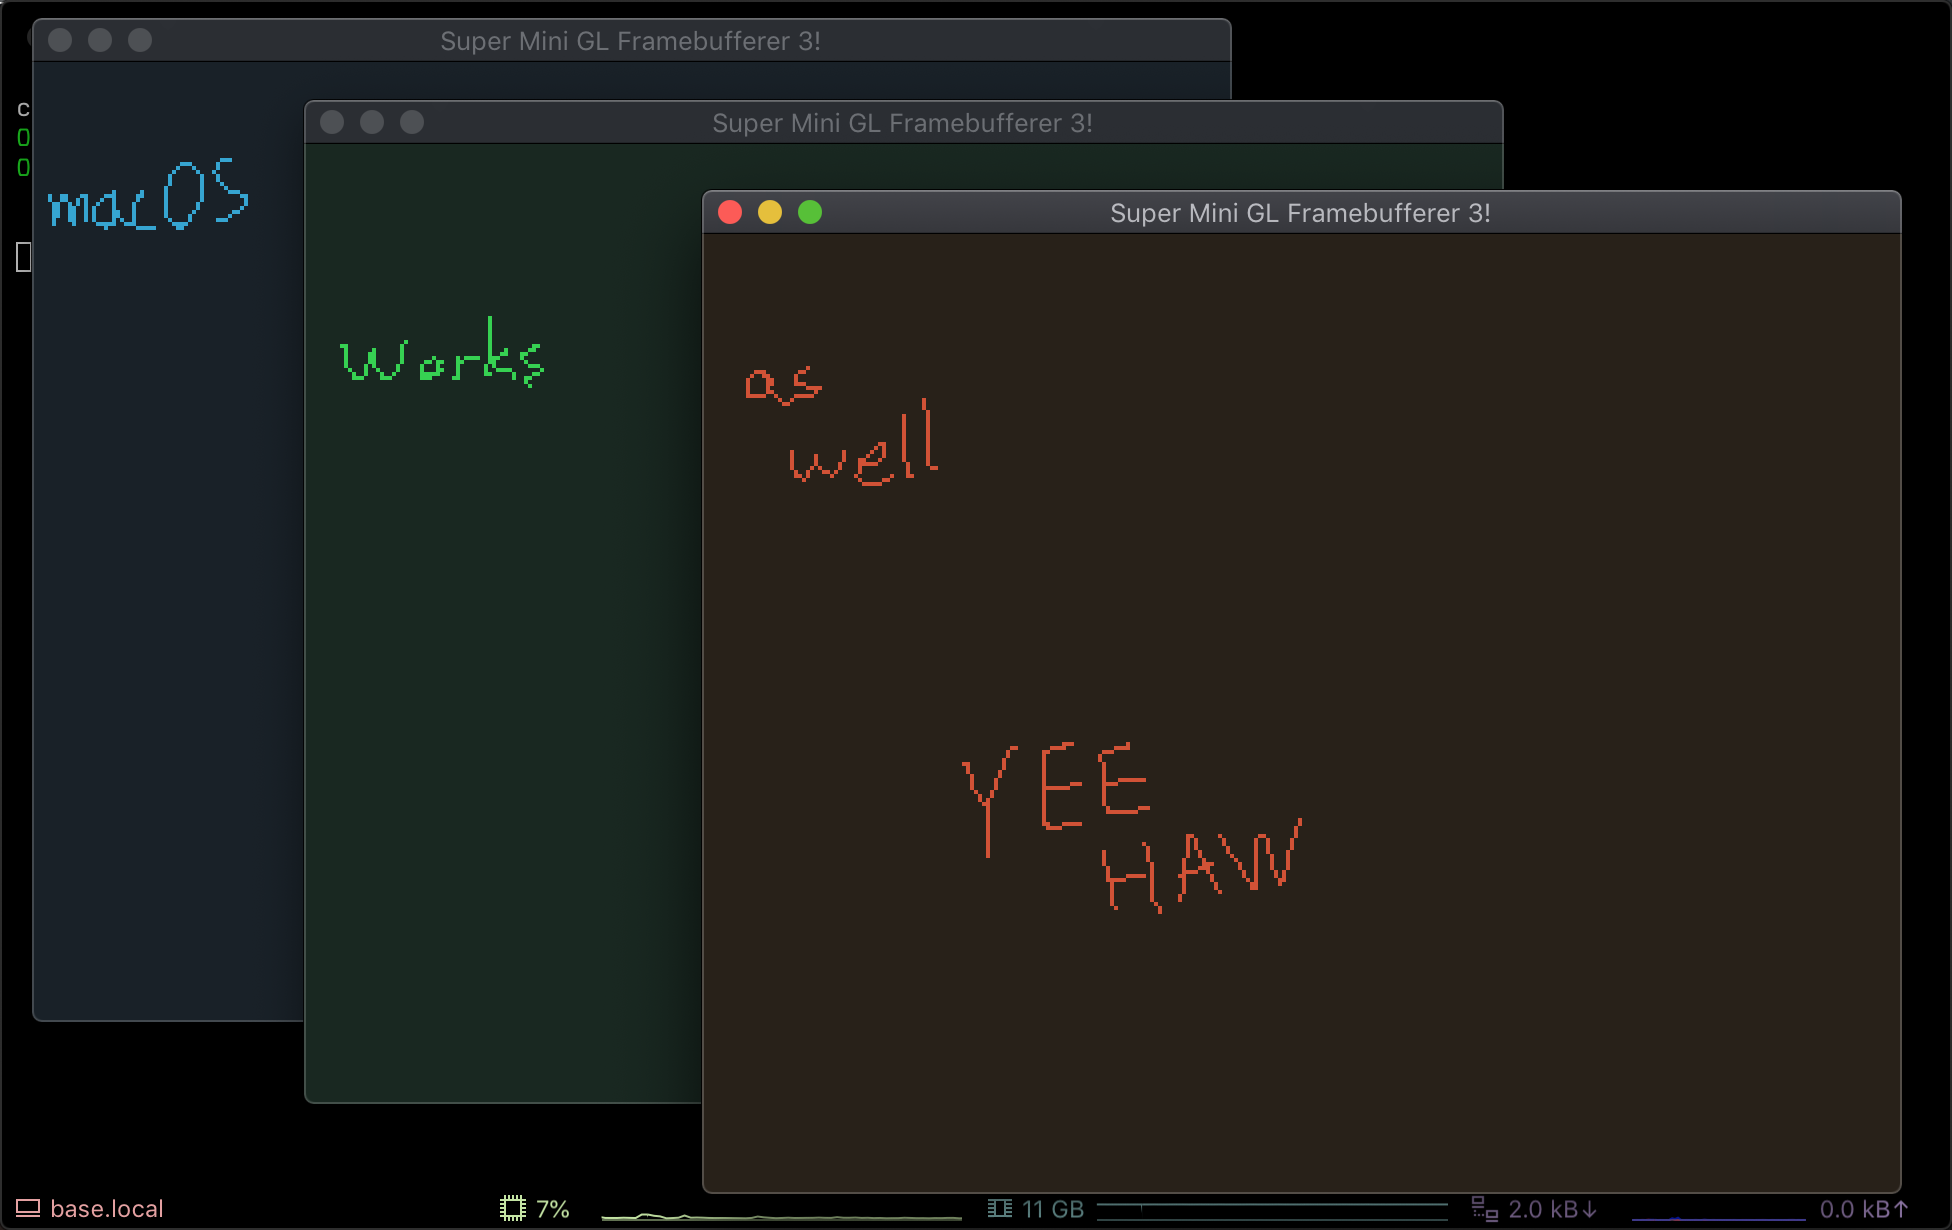 Super Mini GL Framebufferer 3!
Super Mini GL Framebufferer 3!
Super Mini GL Framebufferer 3!
c
0
0
macOS
Works
as
well
YEE
HAW
base.local 7% 11 GB 2.0 kB↓ 0.0 kB↑